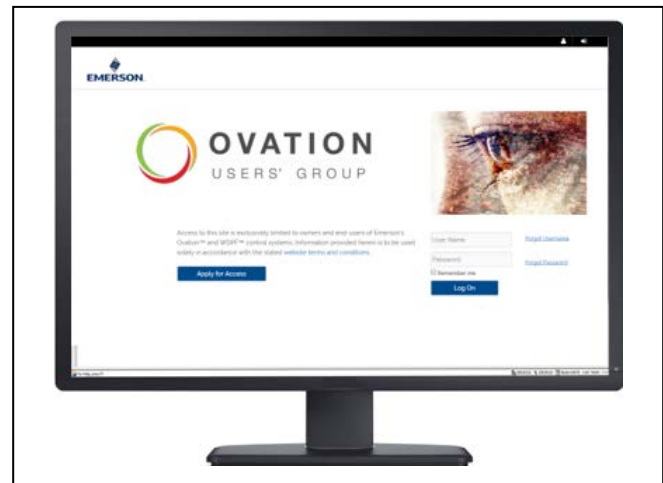 EMERSON.
OVATION
USERS' GROUP
Access to this site is exclusively limited to owners and end-users of Emerson's
Ovation™ and WDPF™ control systems. Information provided herein is to be used
solely in accordance with the stated website terms and conditions.
Apply for Access
User Name
Forgot Username
Password
Forgot Password
Remember me
Log On